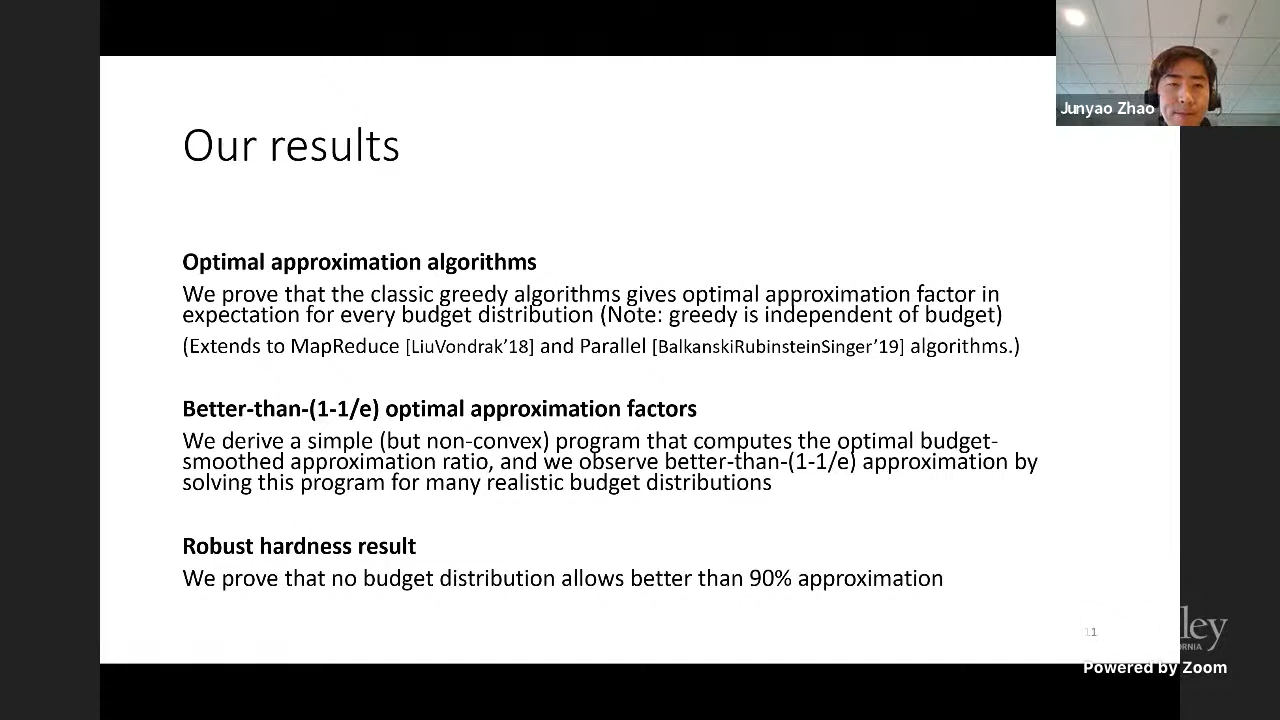 Junyao Zhao
Our results
Optimal approximation algorithms
We prove that the classic greedy algorithms gives optimal approximation factor in
expectation for every budget distribution (Note: greedy is independent of budget)
(Extends to MapReduce [LiuVondrak'18] and Parallel [BalkanskiRubinsteinSinger'19] algorithms.)
Better-than-(1-1/e) optimal approximation factors
We derive a simple (but non-convex) program that computes the optimal budget-
smoothed approximation ratio, and we observe better-than-(1-1/e) approximation by
solving this program for many realistic budget distributions
Robust hardness result
We prove that no budget distribution allows better than 90% approximation
11
Powered by Zoom